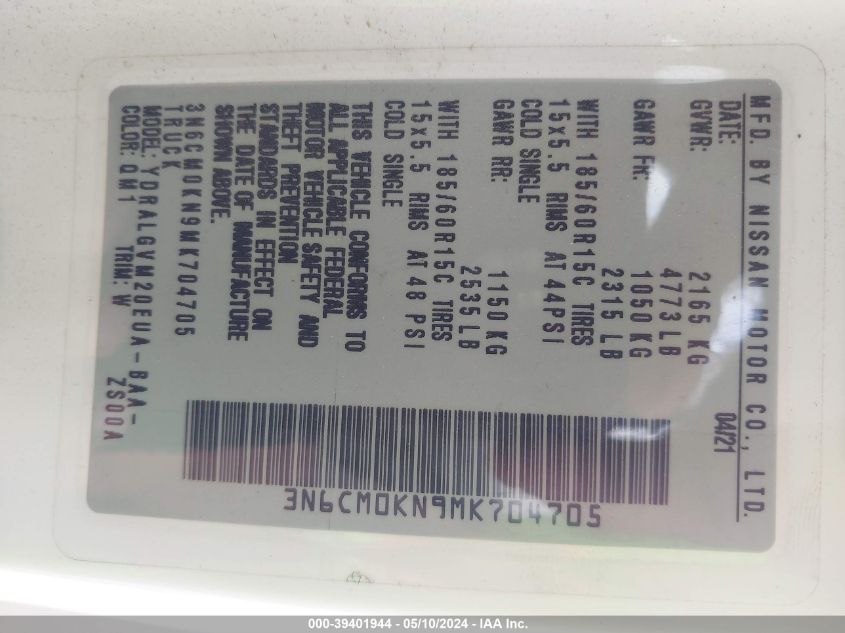 MFD. BY NISSAN MOTOR CO., LTD.
DATE: 04/21
GVWR: 2165 KG
4773 LB
GAWR FR: 1050 KG
2315 LB
WITH 185/60R15C TIRES
15x5.5 RIMS AT 44PSI
COLD SINGLE
GAWR RR: 1150 KG
2535 LB
WITH 185/60R15C TIRES
15x5.5 RIMS AT 48 PSI
COLD SINGLE
THIS VEHICLE CONFORMS TO
ALL APPLICABLE FEDERAL
MOTOR VEHICLE SAFETY AND
THEFT PREVENTION
STANDARDS IN EFFECT ON
THE DATE OF MANUFACTURE
SHOWN ABOVE.
3N6CM0KN9MK704705
TRUCK
MODEL: YDRALGVM20EUA-BAA-
ZS00A
COLOR: QM1 TRIM: W
3N6CM0KN9MK704705
000-39401944 - 05/10/2024 - IAA Inc.